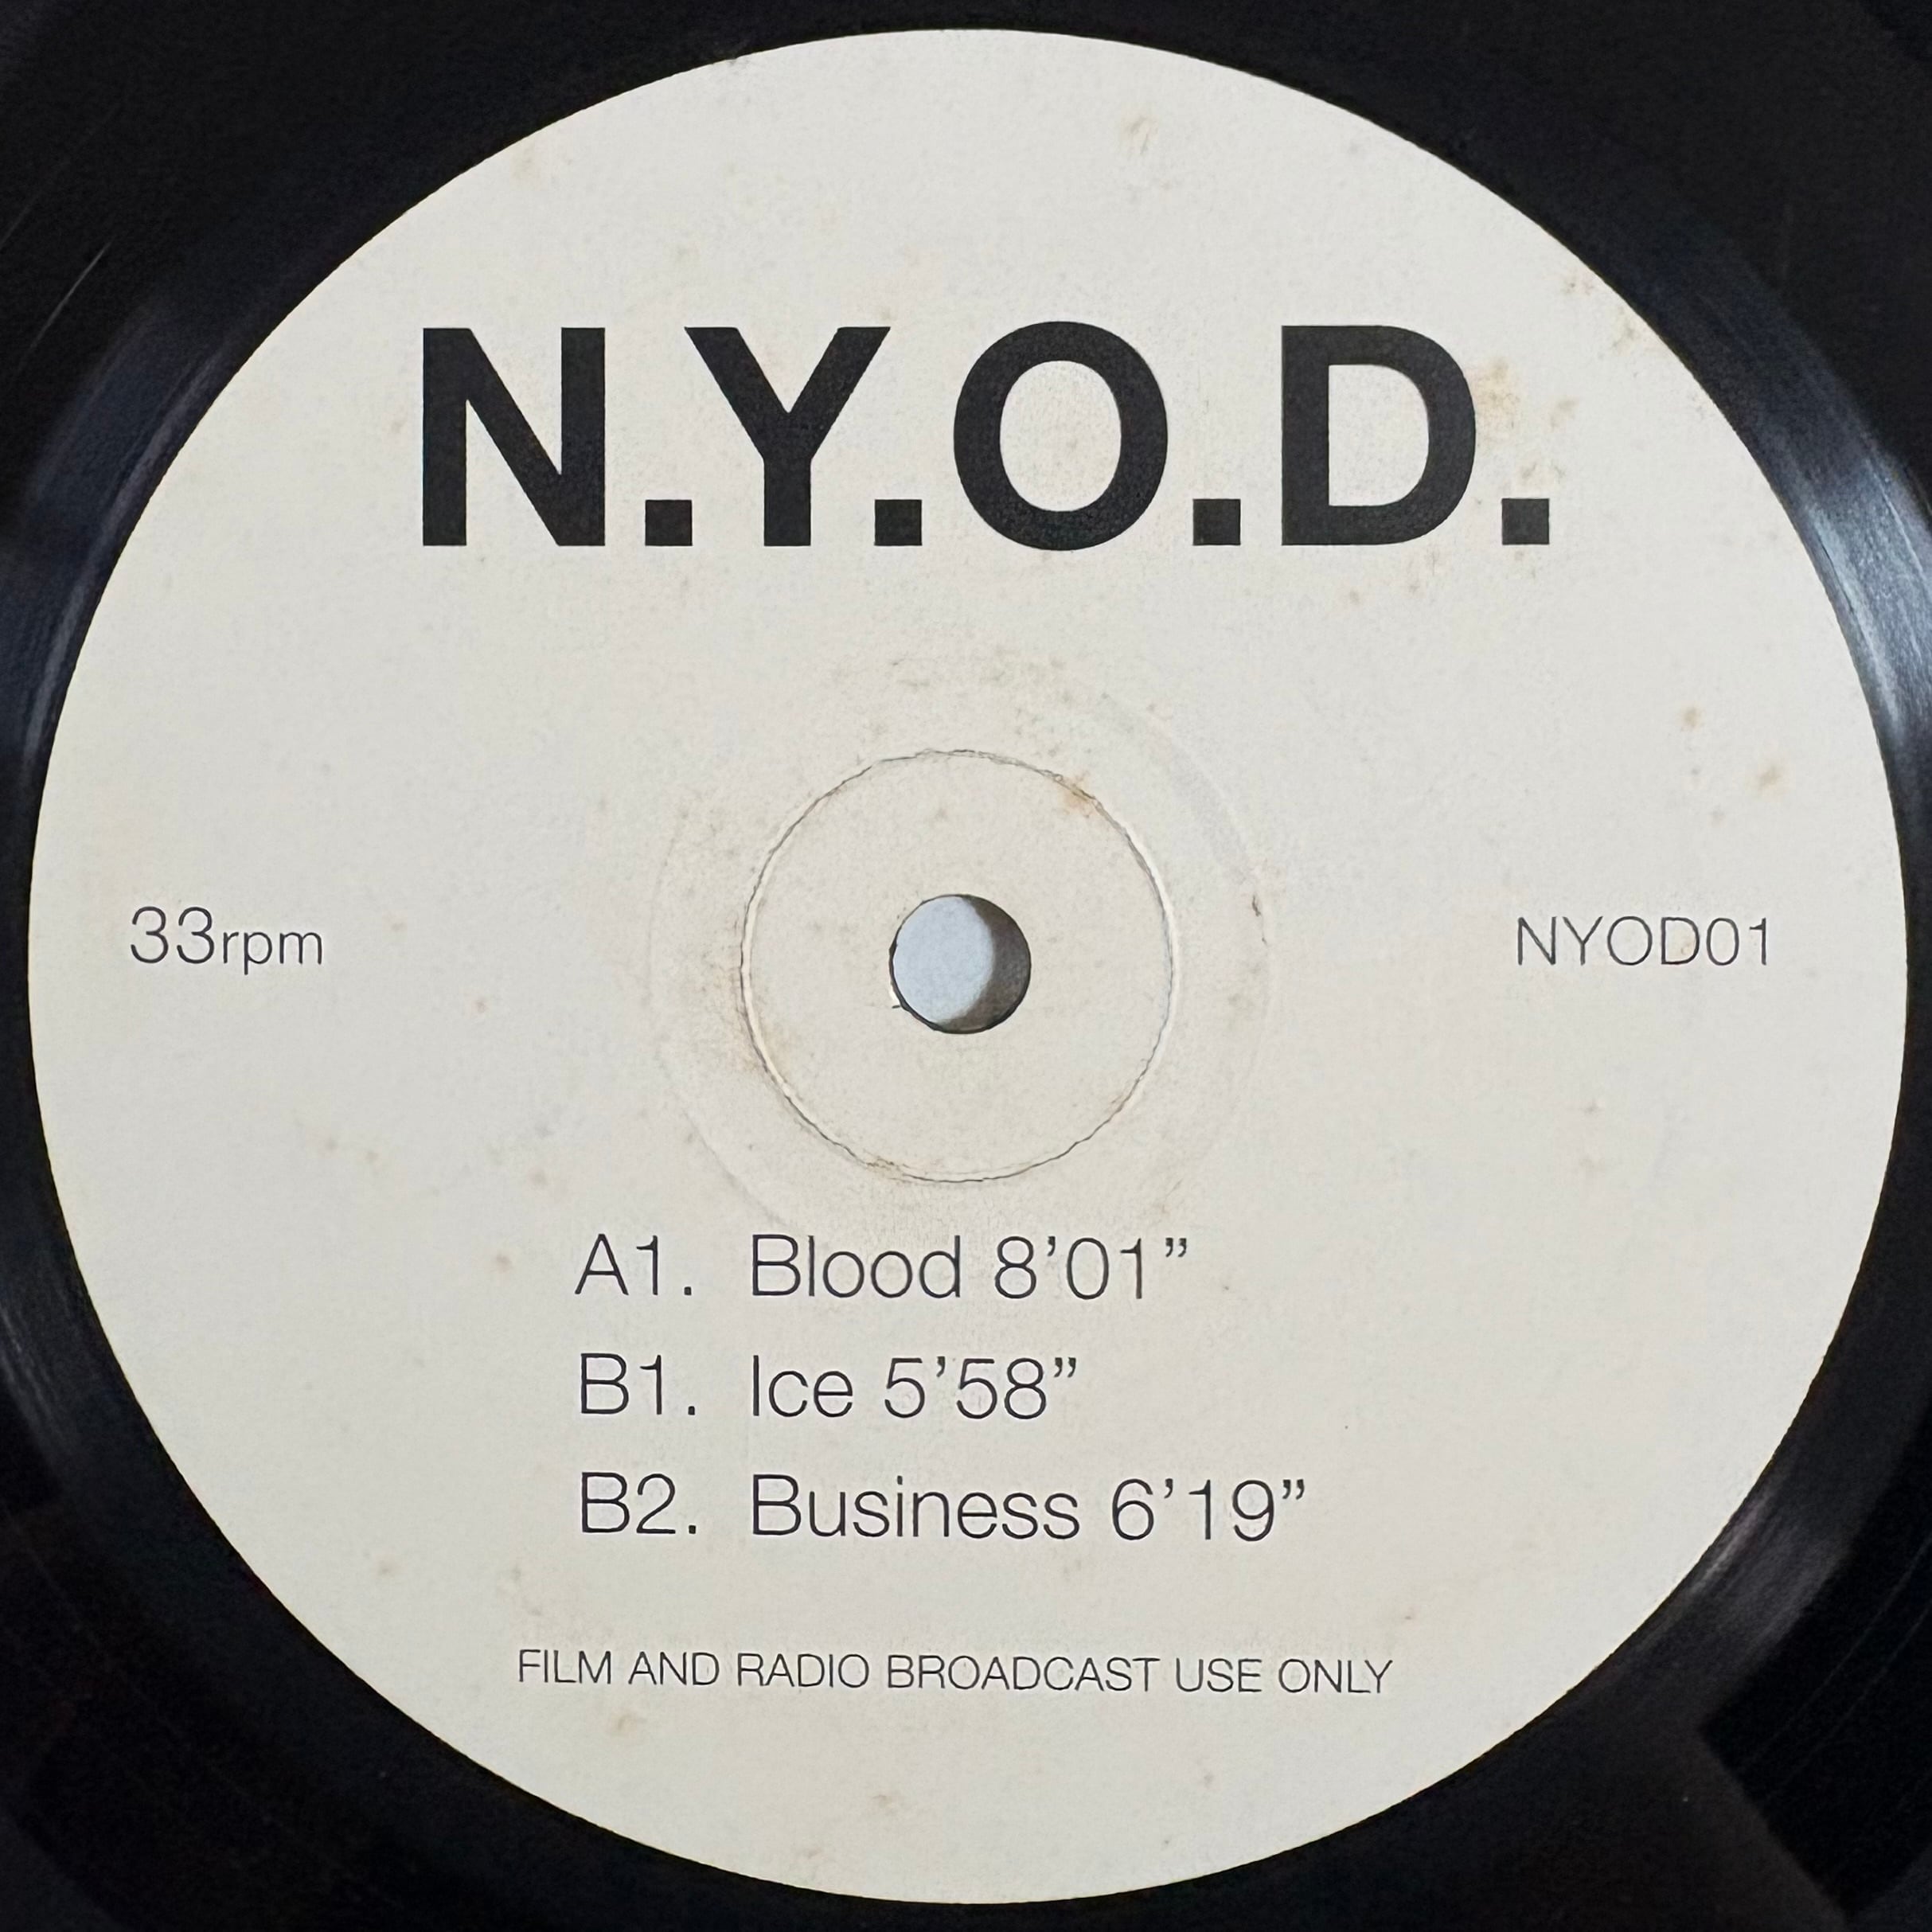 N.Y.O.D.
33rpm
NYOD01
A1. Blood 8’01”
B1. Ice 5’58”
B2. Business 6’19”
FILM AND RADIO BROADCAST USE ONLY